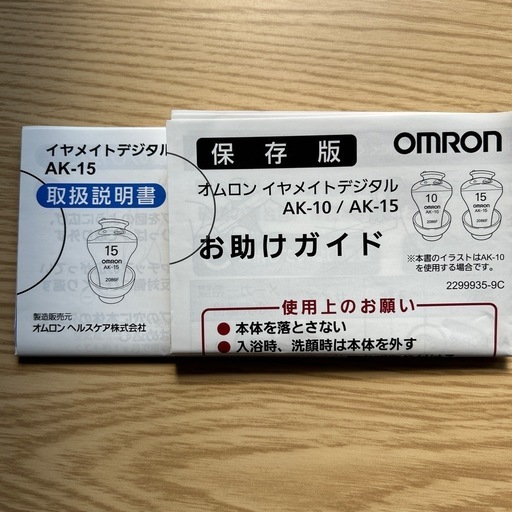 イヤメイトデジタル
AK-15
取扱説明書
15
OMRON
AK-15
2086F
製造販売元
オムロン ヘルスケア株式会社
保存版
OMRON
オムロン イヤメイトデジタル
AK-10 / AK-15
お助けガイド
10
OMRON
AK-10
2086F
15
OMRON
AK-15
2086F
※本書のイラストはAK-10
を使用する場合です。
2299935-9C
使用上のお願い
● 本体を落とさない
● 入浴時、洗顔時は本体を外す